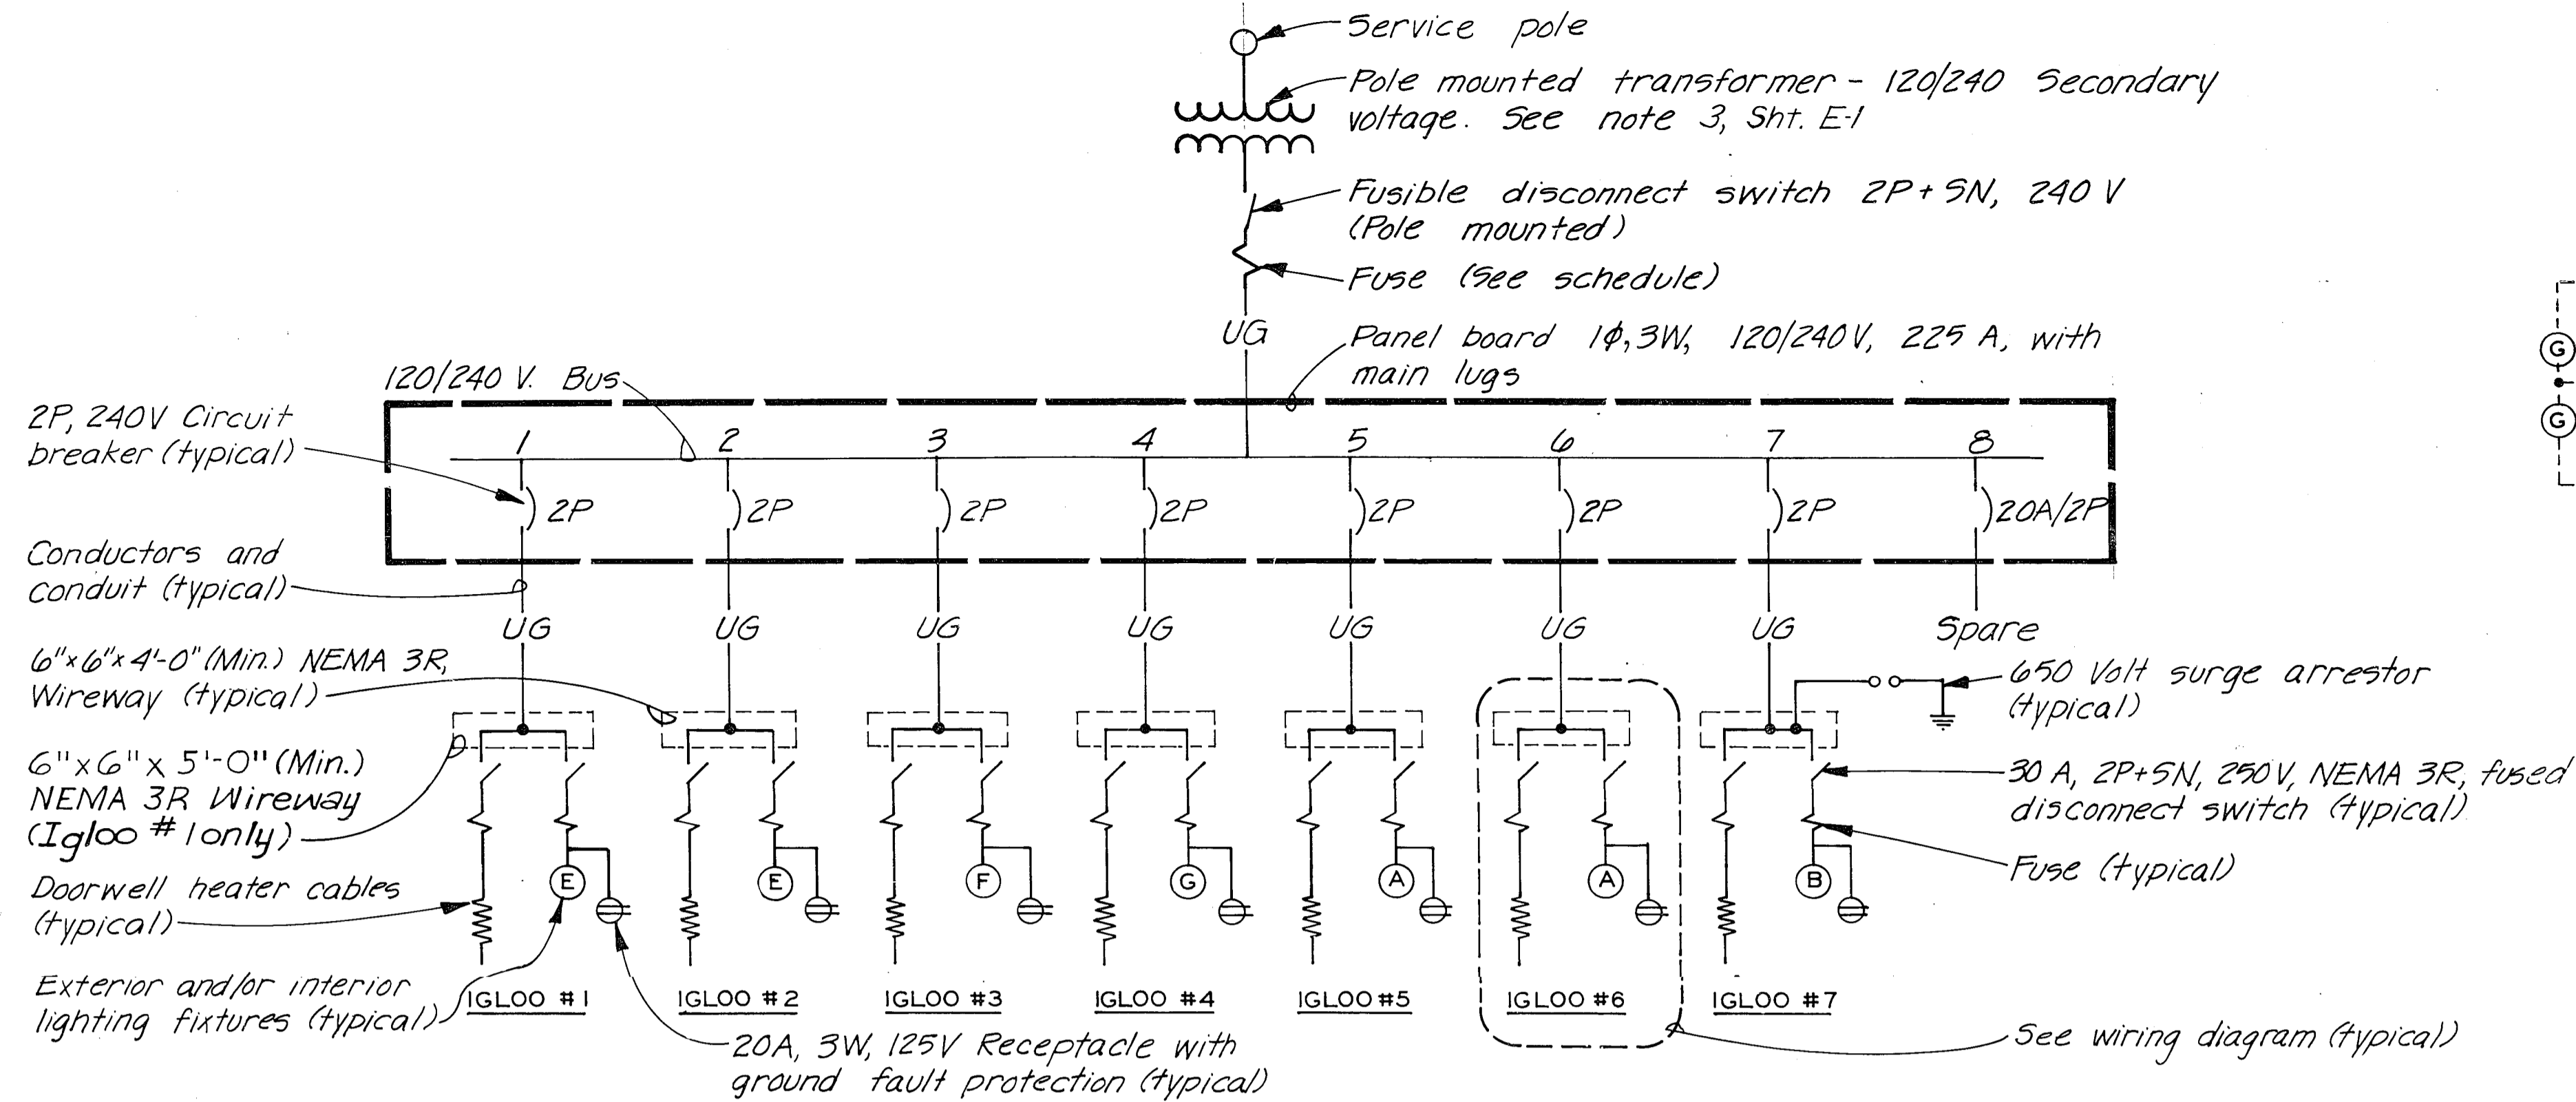 Service pole
Pole mounted transformer - 120/240 Secondary
voltage. See note 3, Sht. E-1
Fusible disconnect switch 2P+SN, 240 V
(Pole mounted)
Fuse (See schedule)
UG
Panel board 1ϕ, 3W, 120/240V, 225 A, with
main lugs
120/240 V. Bus
2P, 240V Circuit
breaker (typical)
1 2 3 4 5 6 7 8
2P 2P 2P 2P 2P 2P 2P 20A/2P
Conductors and
conduit (typical)
UG UG UG UG UG UG UG Spare
6"x6"x4'-0" (Min.) NEMA 3R,
Wireway (typical)
650 Volt surge arrestor
(typical)
6"x6"x5'-0" (Min.)
NEMA 3R Wireway
(Igloo #1 only)
30 A, 2P+SN, 250V, NEMA 3R, fused
disconnect switch (typical)
Fuse (typical)
Doorwell heater cables
(typical)
E E F G A A B
Exterior and/or interior
lighting fixtures (typical)
IGLOO #1 IGLOO #2 IGLOO #3 IGLOO #4 IGLOO #5 IGLOO #6 IGLOO #7
20A, 3W, 125V Receptacle with
ground fault protection (typical)
See wiring diagram (typical)
G
G